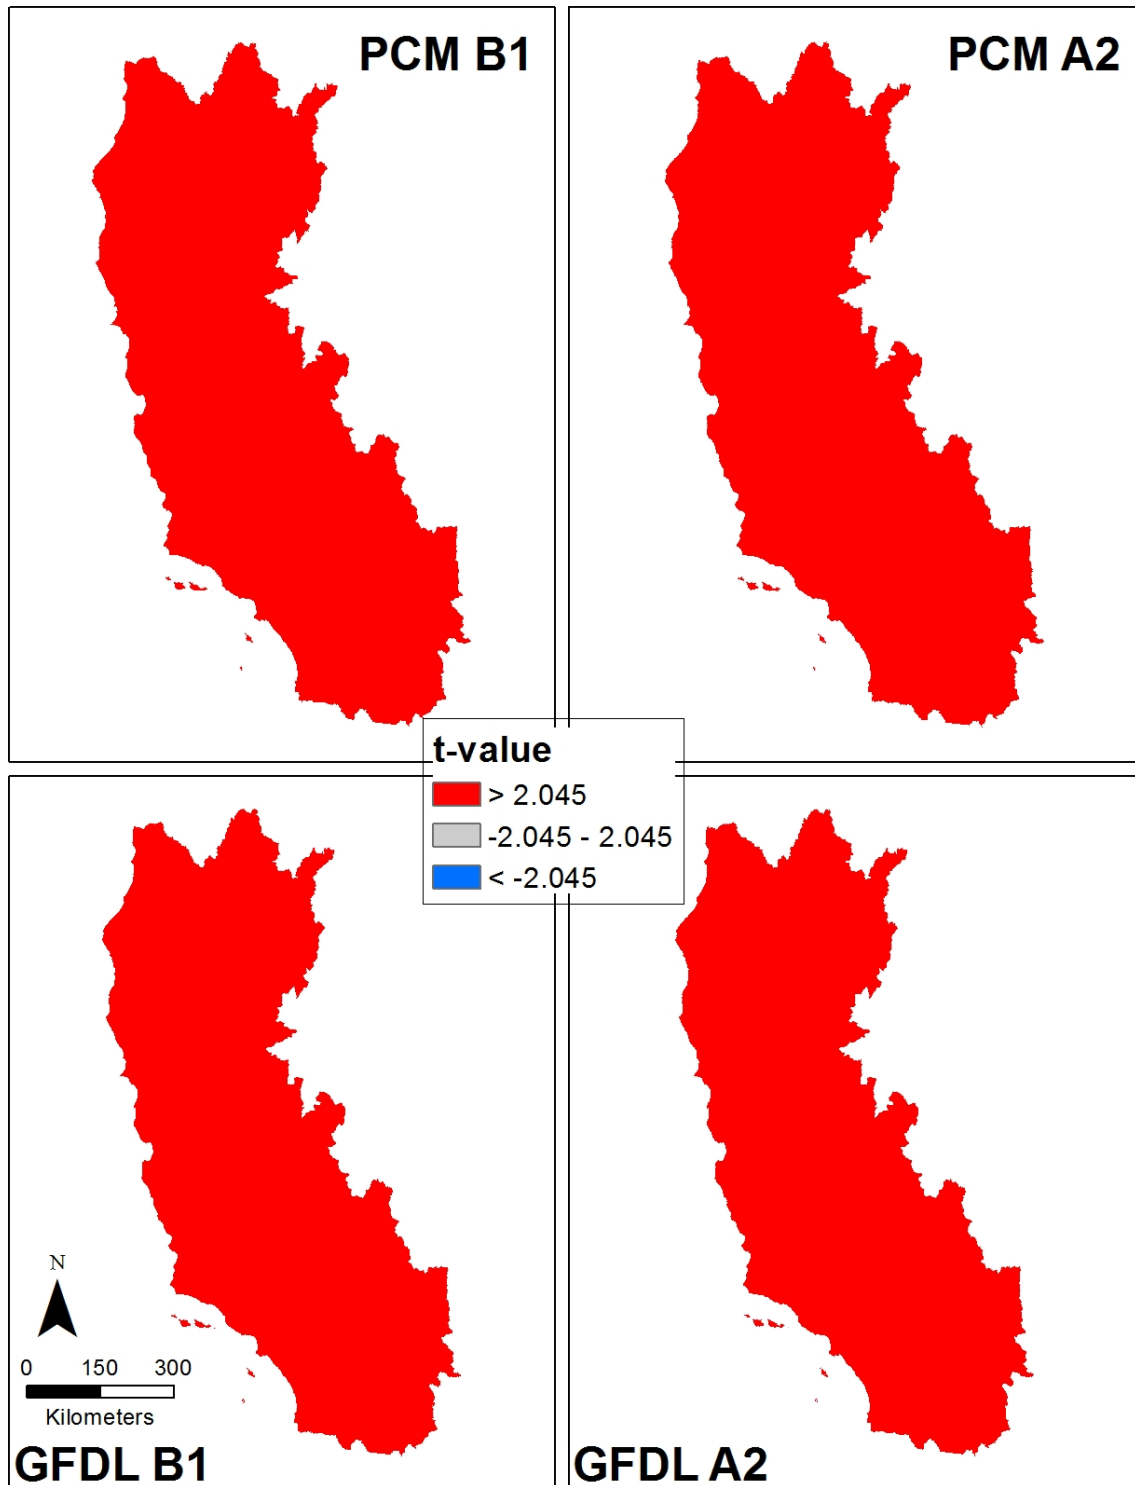 PCM B1
PCM A2
t-value
> 2.045
-2.045 - 2.045
< -2.045
N
0 150 300
Kilometers
GFDL B1
GFDL A2